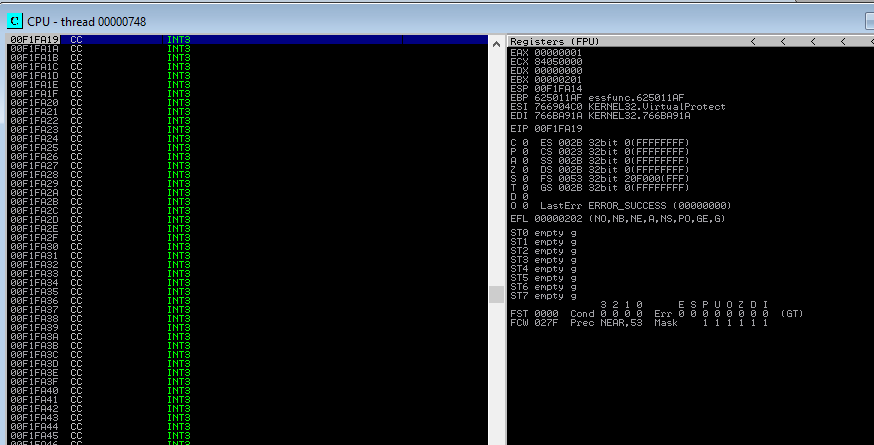 C CPU - thread 00000748
00F1FA19 CC INT3
00F1FA1A CC INT3
00F1FA1B CC INT3
00F1FA1C CC INT3
00F1FA1D CC INT3
00F1FA1E CC INT3
00F1FA1F CC INT3
00F1FA20 CC INT3
00F1FA21 CC INT3
00F1FA22 CC INT3
00F1FA23 CC INT3
00F1FA24 CC INT3
00F1FA25 CC INT3
00F1FA26 CC INT3
00F1FA27 CC INT3
00F1FA28 CC INT3
00F1FA29 CC INT3
00F1FA2A CC INT3
00F1FA2B CC INT3
00F1FA2C CC INT3
00F1FA2D CC INT3
00F1FA2E CC INT3
00F1FA2F CC INT3
00F1FA30 CC INT3
00F1FA31 CC INT3
00F1FA32 CC INT3
00F1FA33 CC INT3
00F1FA34 CC INT3
00F1FA35 CC INT3
00F1FA36 CC INT3
00F1FA37 CC INT3
00F1FA38 CC INT3
00F1FA39 CC INT3
00F1FA3A CC INT3
00F1FA3B CC INT3
00F1FA3C CC INT3
00F1FA3D CC INT3
00F1FA3E CC INT3
00F1FA3F CC INT3
00F1FA40 CC INT3
00F1FA41 CC INT3
00F1FA42 CC INT3
00F1FA43 CC INT3
00F1FA44 CC INT3
00F1FA45 CC INT3
00F1FA46 CC INT3
Registers (FPU) < < < < <
EAX 00000001
ECX 84050000
EDX 00000000
EBX 00000201
ESP 00F1FA14
EBP 625011AF essfunc.625011AF
ESI 766904C0 KERNEL32.VirtualProtect
EDI 766BA91A KERNEL32.766BA91A
EIP 00F1FA19
C 0 ES 002B 32bit 0(FFFFFFFF)
P 0 CS 0023 32bit 0(FFFFFFFF)
A 0 SS 002B 32bit 0(FFFFFFFF)
Z 0 DS 002B 32bit 0(FFFFFFFF)
S 0 FS 0053 32bit 20F000(FFF)
T 0 GS 002B 32bit 0(FFFFFFFF)
D 0
O 0 LastErr ERROR_SUCCESS (00000000)
EFL 00000202 (NO,NB,NE,A,NS,PO,GE,G)
ST0 empty g
ST1 empty g
ST2 empty g
ST3 empty g
ST4 empty g
ST5 empty g
ST6 empty g
ST7 empty g
3 2 1 0 E S P U O Z D I
FST 0000 Cond 0 0 0 0 Err 0 0 0 0 0 0 0 0 (GT)
FCW 027F Prec NEAR,53 Mask 1 1 1 1 1 1